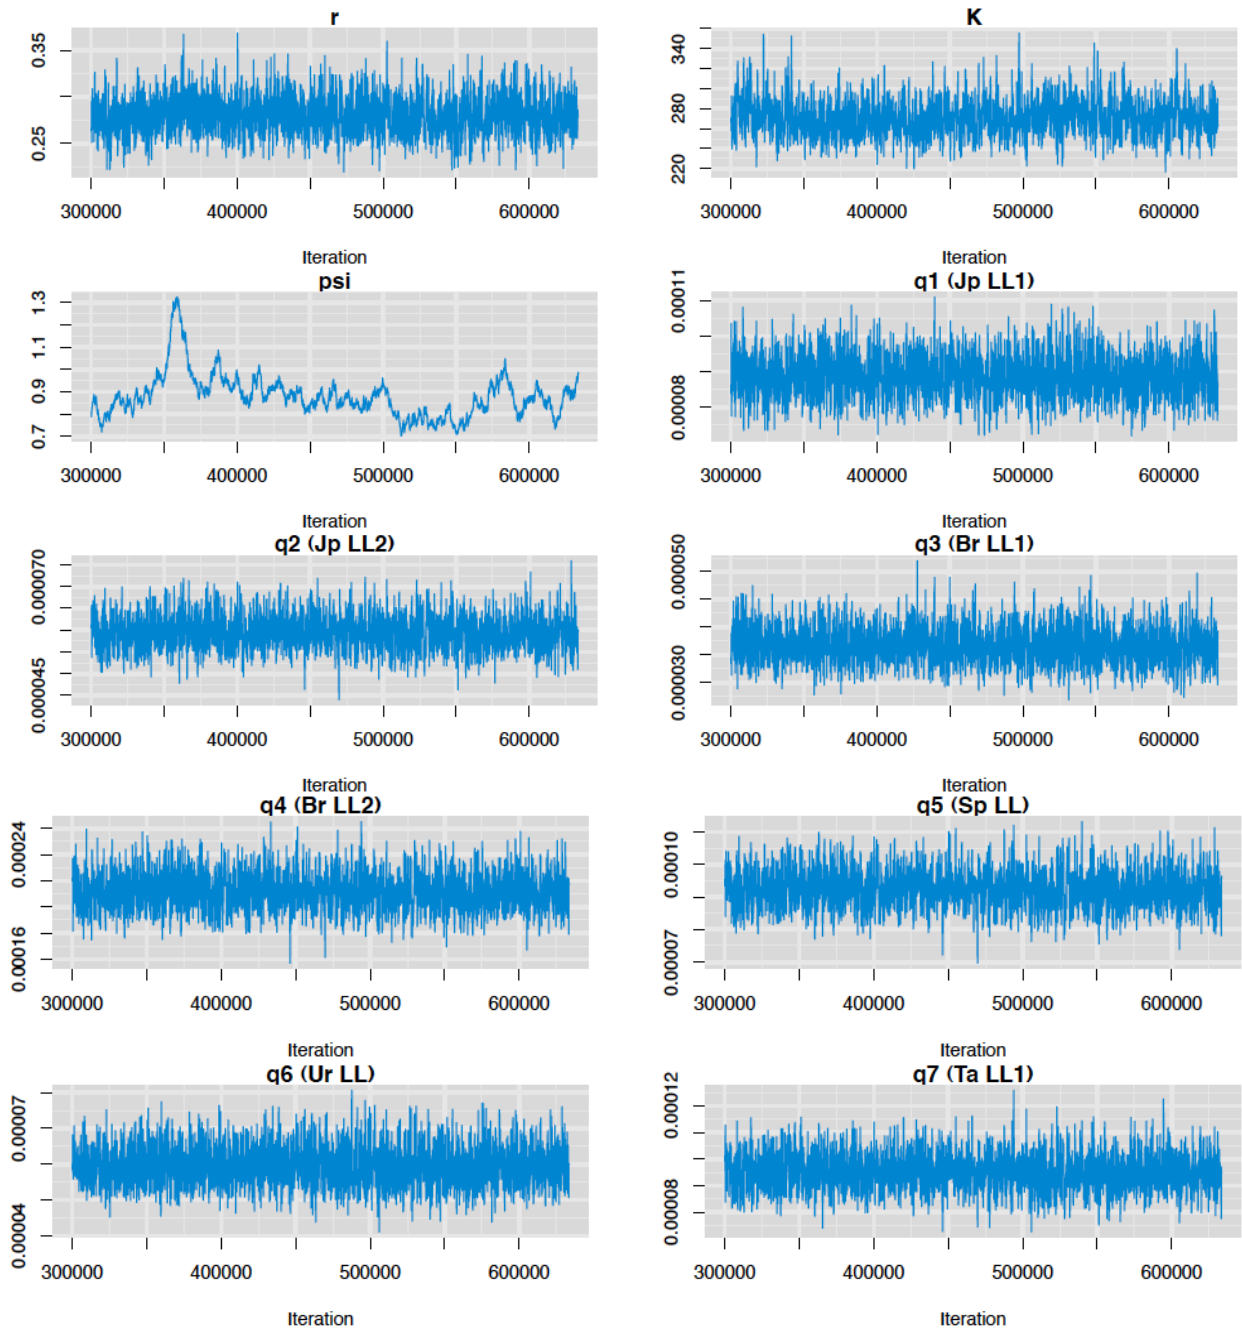 r
0.35
0.25
300000 400000 500000 600000
Iteration
K
340
280
220
300000 400000 500000 600000
Iteration
psi
1.3
1.1
0.9
0.7
300000 400000 500000 600000
Iteration
q1 (Jp LL1)
0.00011
0.00008
300000 400000 500000 600000
Iteration
q2 (Jp LL2)
0.000070
0.000045
300000 400000 500000 600000
Iteration
q3 (Br LL1)
0.000050
0.000030
300000 400000 500000 600000
Iteration
q4 (Br LL2)
0.00024
0.00016
300000 400000 500000 600000
Iteration
q5 (Sp LL)
0.00010
0.00007
300000 400000 500000 600000
Iteration
q6 (Ur LL)
0.00007
0.00004
300000 400000 500000 600000
Iteration
q7 (Ta LL1)
0.00012
0.00008
300000 400000 500000 600000
Iteration